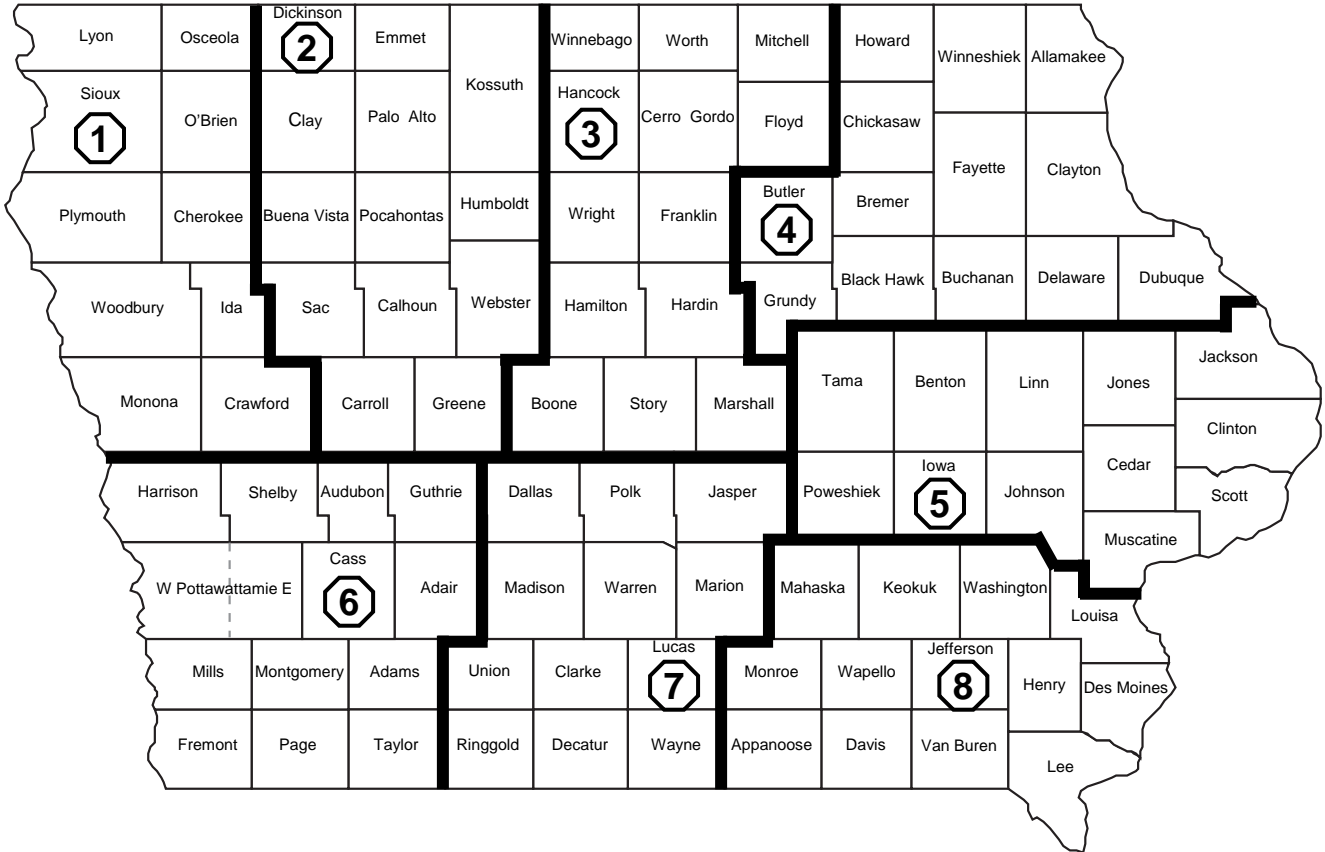 Dickinson
Lyon Osceola 2 Emmet Winnebago Worth Mitchell Howard Winneshiek Allamakee
Kossuth
Sioux Hancock
1 O'Brien Clay Palo Alto 3 Cerro Gordo Floyd Chickasaw
Fayette Clayton
Butler
Plymouth Cherokee Buena Vista Pocahontas Humboldt Wright Franklin 4 Bremer
Woodbury Ida Sac Calhoun Webster Hamilton Hardin Grundy Black Hawk Buchanan Delaware Dubuque
Jackson
Monona Crawford Carroll Greene Boone Story Marshall Tama Benton Linn Jones
Clinton
Iowa Cedar
Harrison Shelby Audubon Guthrie Dallas Polk Jasper Poweshiek 5 Johnson Scott
Muscatine
Cass
W Pottawattamie E 6 Adair Madison Warren Marion Mahaska Keokuk Washington
Louisa
Lucas Jefferson
Mills Montgomery Adams Union Clarke 7 Monroe Wapello 8 Henry Des Moines
Fremont Page Taylor Ringgold Decatur Wayne Appanoose Davis Van Buren
Lee